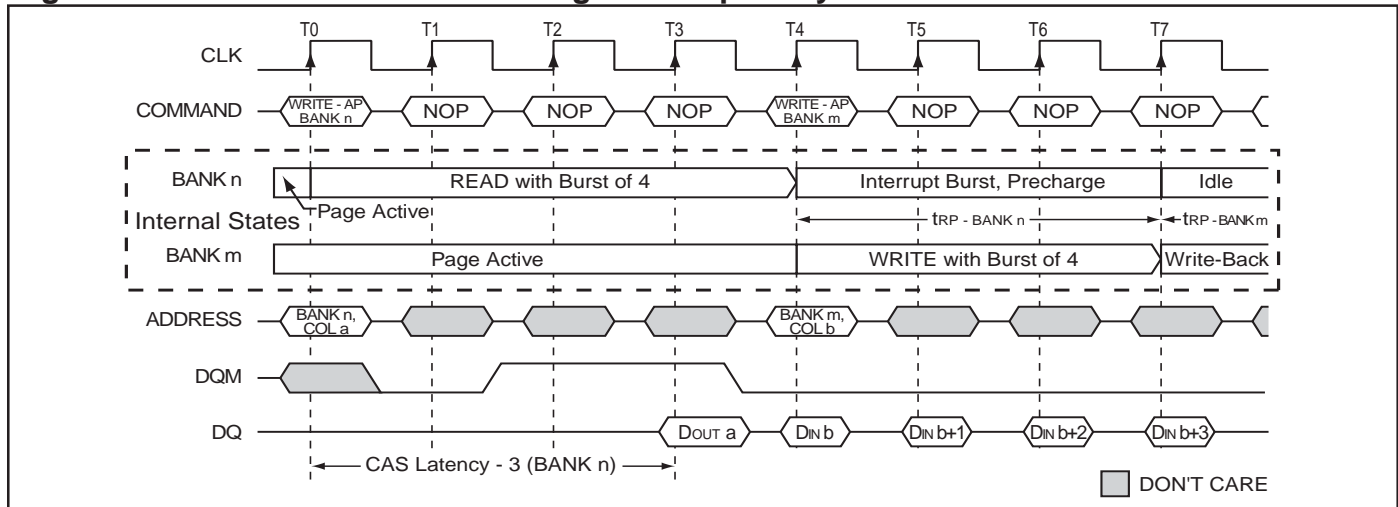 T0 T1 T2 T3 T4 T5 T6 T7
CLK
COMMAND WRITE - AP BANK n NOP NOP NOP WRITE - AP BANK m NOP NOP NOP
BANK n READ with Burst of 4 Interrupt Burst, Precharge Idle
Internal States Page Active tRP - BANK n tRP - BANK m
BANK m Page Active WRITE with Burst of 4 Write-Back
ADDRESS BANK n, COL a BANK m, COL b
DQM
DQ DOUT a DIN b DIN b+1 DIN b+2 DIN b+3
CAS Latency - 3 (BANK n)
DON'T CARE